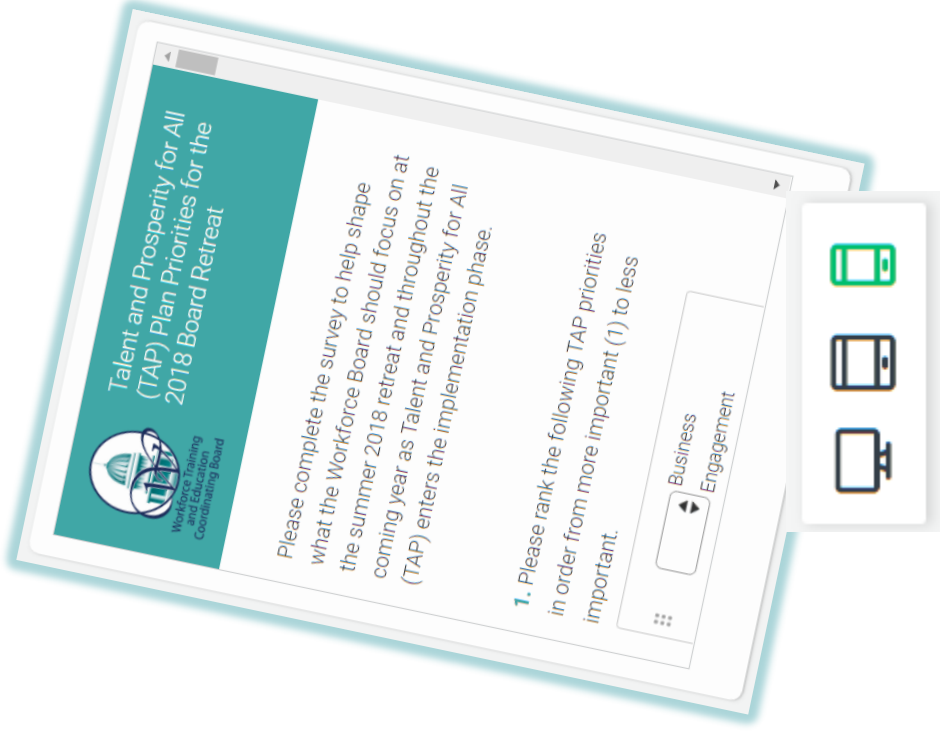 Workforce Training
and Education
Coordinating Board
Talent and Prosperity for All
(TAP) Plan Priorities for the
2018 Board Retreat
Please complete the survey to help shape
what the Workforce Board should focus on at
the summer 2018 retreat and throughout the
coming year as Talent and Prosperity for All
(TAP) enters the implementation phase.
1. Please rank the following TAP priorities
in order from more important (1) to less
important.
Business
Engagement